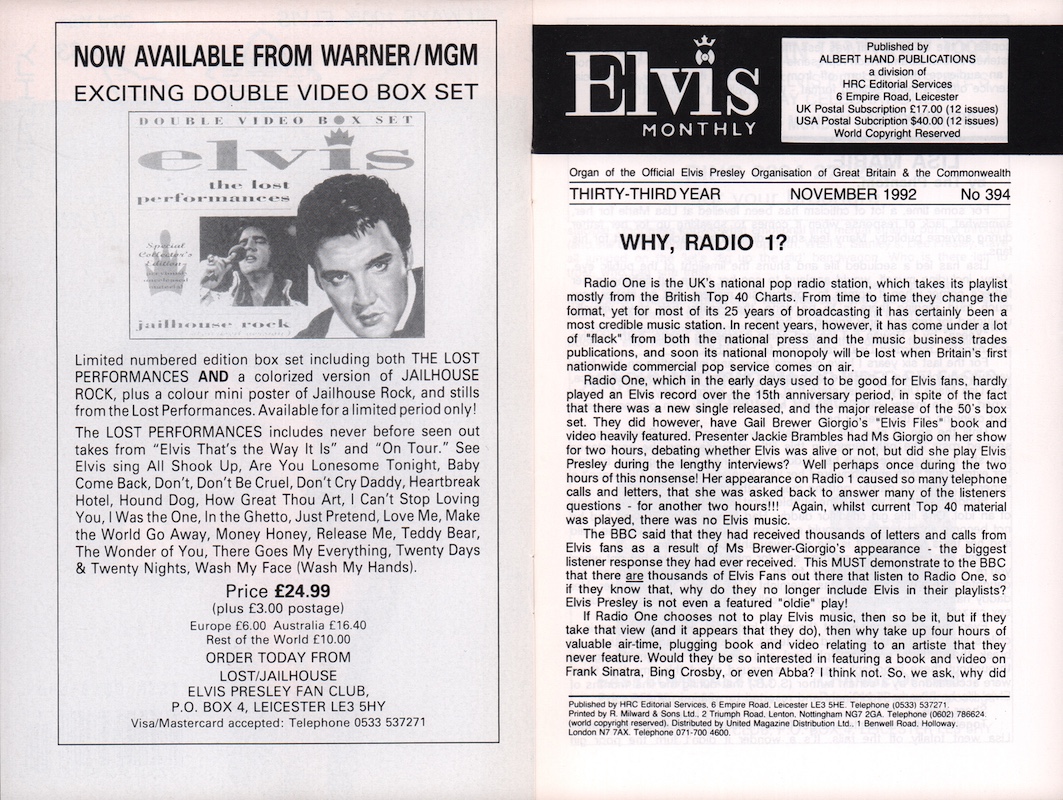 NOW AVAILABLE FROM WARNER/MGM
EXCITING DOUBLE VIDEO BOX SET
DOUBLE VIDEO BOX SET
elvis
the lost
performances
Special
Collector's
Edition
jailhouse rock
Limited numbered edition box set including both THE LOST
PERFORMANCES AND a colorized version of JAILHOUSE
ROCK, plus a colour mini poster of Jailhouse Rock, and stills
from the Lost Performances. Available for a limited period only!
The LOST PERFORMANCES includes never before seen out
takes from “Elvis That’s the Way It Is” and “On Tour.” See
Elvis sing All Shook Up, Are You Lonesome Tonight, Baby
Come Back, Don’t, Don’t Be Cruel, Don’t Cry Daddy, Heartbreak
Hotel, Hound Dog, How Great Thou Art, I Can’t Stop Loving
You, I Was the One, In the Ghetto, Just Pretend, Love Me, Make
the World Go Away, Money Honey, Release Me, Teddy Bear,
The Wonder of You, There Goes My Everything, Twenty Days
& Twenty Nights, Wash My Face (Wash My Hands).
Price £24.99
(plus £3.00 postage)
Europe £6.00 Australia £16.40
Rest of the World £10.00
ORDER TODAY FROM
LOST/JAILHOUSE
ELVIS PRESLEY FAN CLUB,
P.O. BOX 4, LEICESTER LE3 5HY
Visa/Mastercard accepted: Telephone 0533 537271
Elvis
MONTHLY
Published by
ALBERT HAND PUBLICATIONS
a division of
HRC Editorial Services
6 Empire Road, Leicester
UK Postal Subscription £17.00 (12 issues)
USA Postal Subcription $40.00 (12 issues)
World Copyright Reserved
Organ of the Official Elvis Presley Organisation of Great Britain & the Commonwealth
THIRTY-THIRD YEAR NOVEMBER 1992 No 394
WHY, RADIO 1?
Radio One is the UK's national pop radio station, which takes its playlist
mostly from the British Top 40 Charts. From time to time they change the
format, yet for most of its 25 years of broadcasting it has certainly been a
most credible music station. In recent years, however, it has come under a lot
of "flack" from both the national press and the music business trades
publications, and soon its national monopoly will be lost when Britain's first
nationwide commercial pop service comes on air.
Radio One, which in the early days used to be good for Elvis fans, hardly
played an Elvis record over the 15th anniversary period, in spite of the fact
that there was a new single released, and the major release of the 50's box
set. They did however, have Gail Brewer Giorgio's "Elvis Files" book and
video heavily featured. Presenter Jackie Brambles had Ms Giorgio on her show
for two hours, debating whether Elvis was alive or not, but did she play Elvis
Presley during the lengthy interviews? Well perhaps once during the two
hours of this nonsense! Her appearance on Radio 1 caused so many telephone
calls and letters, that she was asked back to answer many of the listeners
questions - for another two hours!!! Again, whilst current Top 40 material
was played, there was no Elvis music.
The BBC said that they had received thousands of letters and calls from
Elvis fans as a result of Ms Brewer-Giorgio's appearance - the biggest
listener response they had ever received. This MUST demonstrate to the BBC
that there are thousands of Elvis Fans out there that listen to Radio One, so
if they know that, why do they no longer include Elvis in their playlists?
Elvis Presley is not even a featured "oldie" play!
If Radio One chooses not to play Elvis music, then so be it, but if they
take that view (and it appears that they do), then why take up four hours of
valuable air-time, plugging book and video relating to an artiste that they
never feature. Would they be so interested in featuring a book and video on
Frank Sinatra, Bing Crosby, or even Abba? I think not. So, we ask, why did
Published by HRC Editorial Services, 6 Empire Road, Leicester LE3 5HE. Telephone (0533) 537271.
Printed by R. Milward & Sons Ltd., 2 Triumph Road, Lenton, Nottingham NG7 2GA. Telephone (0602) 786624.
(world copyright reserved). Distributed by United Magazine Distribution Ltd., 1 Benwell Road, Holloway,
London N7 7AX. Telephone 071-700 4600.